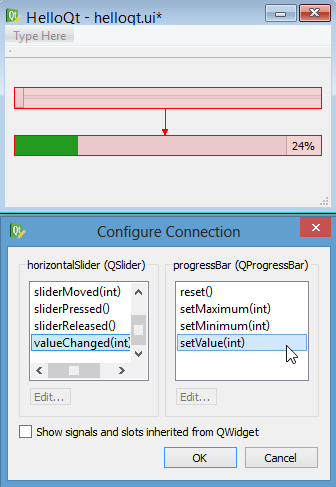 HelloQt - helloqt.ui*
Type Here
24%
Configure Connection
horizontalSlider (QSlider)
progressBar (QProgressBar)
sliderMoved(int)
sliderPressed()
sliderReleased()
valueChanged(int)
reset()
setMaximum(int)
setMinimum(int)
setValue(int)
Edit...
Edit...
Show signals and slots inherited from QWidget
OK
Cancel